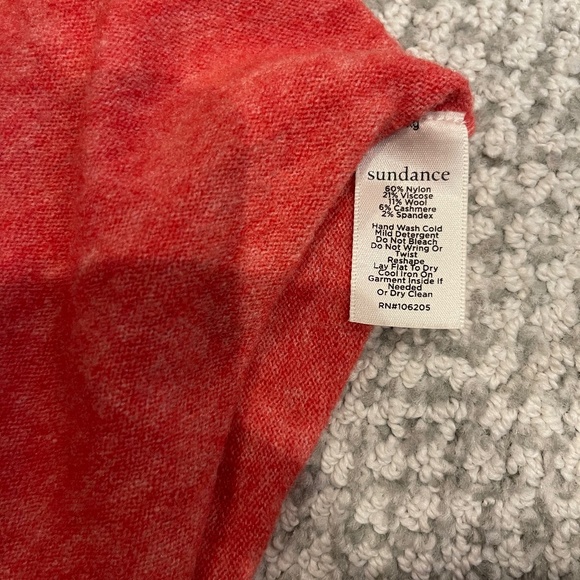 sundance
60% Nylon
21% Viscose
11% Wool
6% Cashmere
2% Spandex
Hand Wash Cold
Mild Detergent
Do Not Bleach
Do Not Wring Or
Twist
Reshape
Lay Flat To Dry
Cool Iron On
Garment Inside If
Needed
Or Dry Clean
RN#106205